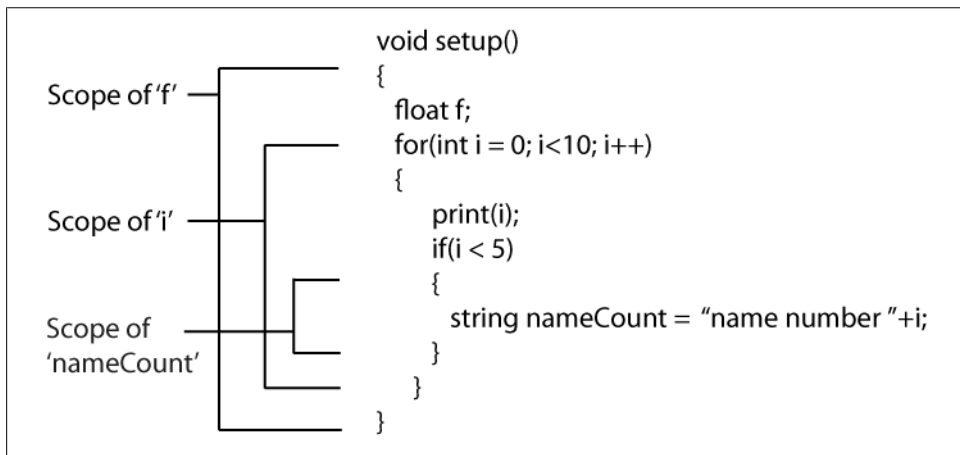 void setup()
{
Scope of ‘f’
float f;
for(int i = 0; i<10; i++)
{
Scope of ‘i’
print(i);
if(i < 5)
{
string nameCount = “name number ”+i;
Scope of
‘nameCount’
}
}
}